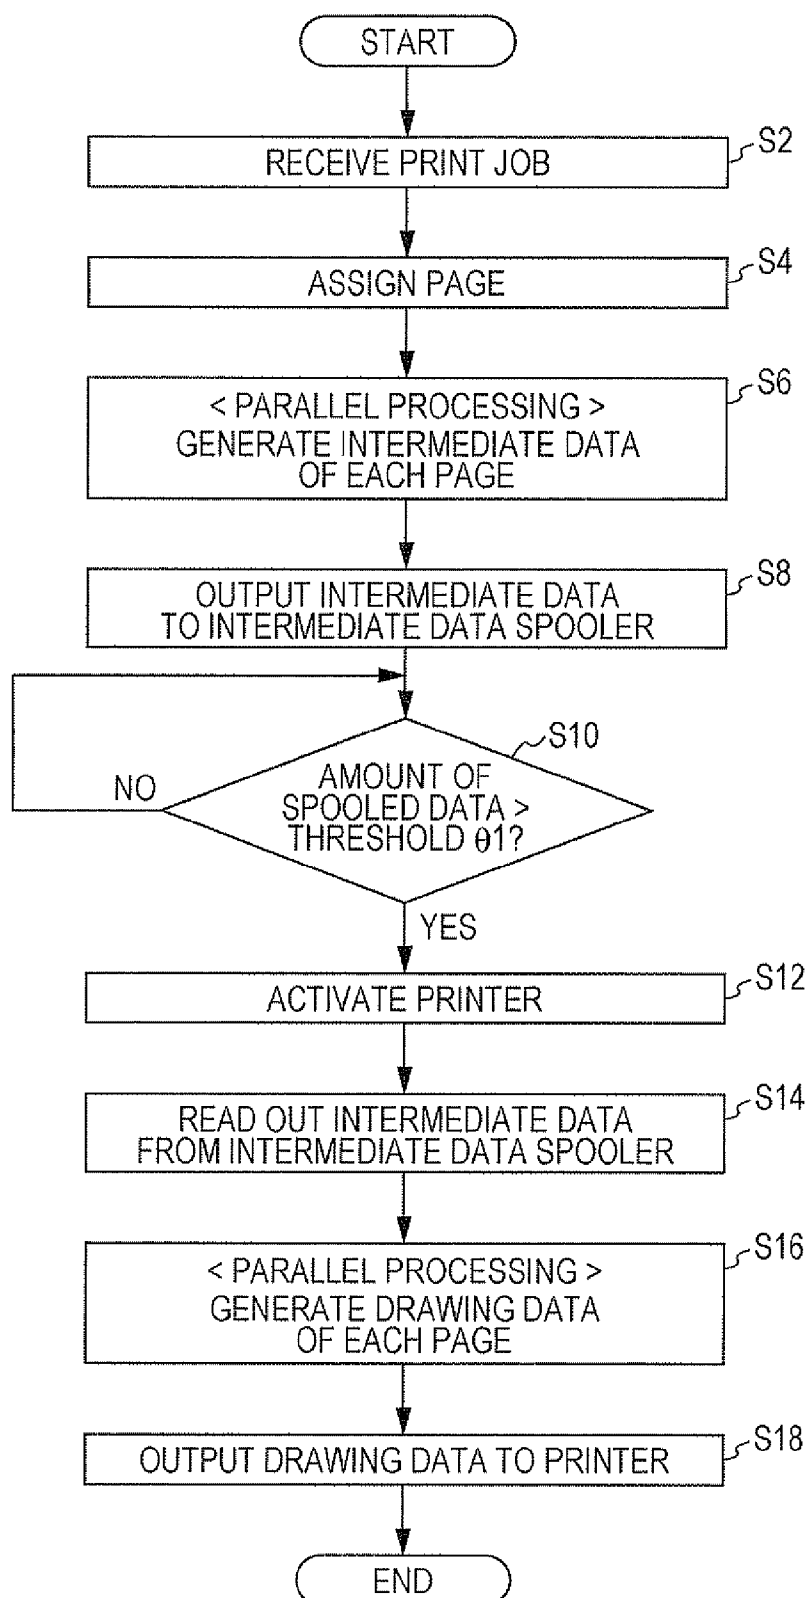 START
S2
RECEIVE PRINT JOB
S4
ASSIGN PAGE
S6
< PARALLEL PROCESSING >
GENERATE INTERMEDIATE DATA
OF EACH PAGE
S8
OUTPUT INTERMEDIATE DATA
TO INTERMEDIATE DATA SPOOLER
S10
AMOUNT OF
SPOOLED DATA >
THRESHOLD θ1?
NO
YES
S12
ACTIVATE PRINTER
S14
READ OUT INTERMEDIATE DATA
FROM INTERMEDIATE DATA SPOOLER
S16
< PARALLEL PROCESSING >
GENERATE DRAWING DATA
OF EACH PAGE
S18
OUTPUT DRAWING DATA TO PRINTER
END